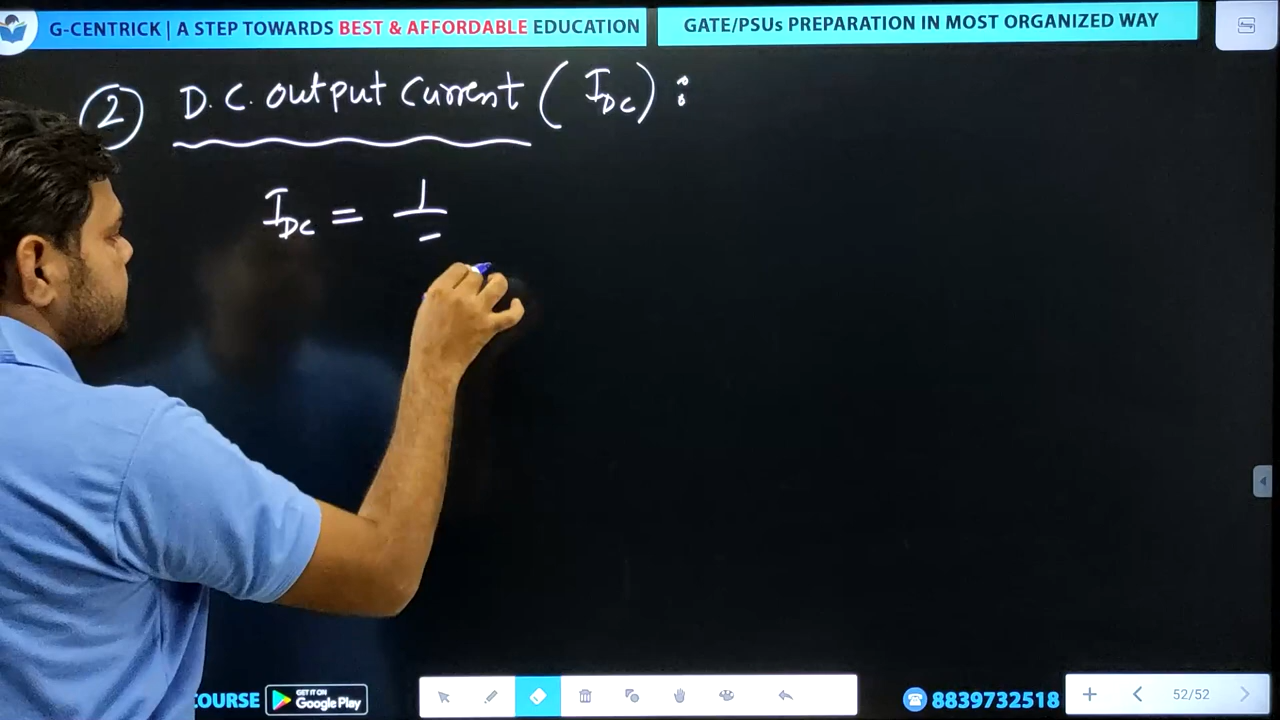 G-CENTRICK | A STEP TOWARDS BEST & AFFORDABLE EDUCATION
GATE/PSUs PREPARATION IN MOST ORGANIZED WAY
2 D.C. output Current (IDC) :
IDC = 1/
COURSE
GET IT ON
Google Play
8839732518
52/52